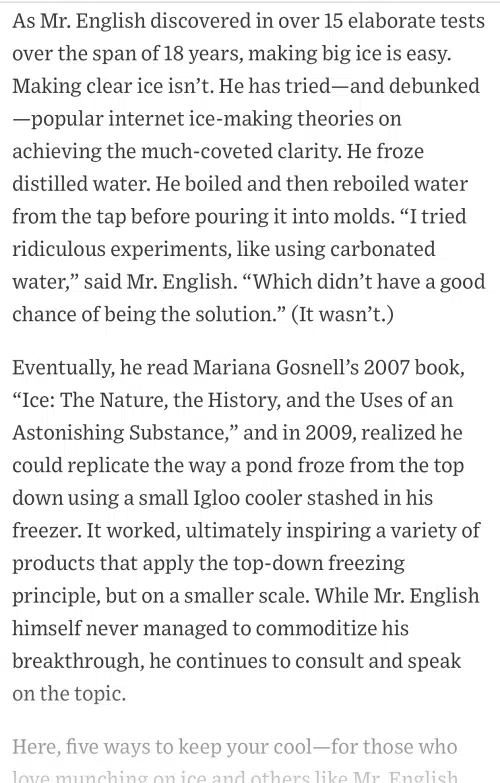 As Mr. English discovered in over 15 elaborate tests
over the span of 18 years, making big ice is easy.
Making clear ice isn’t. He has tried—and debunked
—popular internet ice-making theories on
achieving the much-coveted clarity. He froze
distilled water. He boiled and then reboiled water
from the tap before pouring it into molds. “I tried
ridiculous experiments, like using carbonated
water,” said Mr. English. “Which didn’t have a good
chance of being the solution.” (It wasn’t.)
Eventually, he read Mariana Gosnell’s 2007 book,
“Ice: The Nature, the History, and the Uses of an
Astonishing Substance,” and in 2009, realized he
could replicate the way a pond froze from the top
down using a small Igloo cooler stashed in his
freezer. It worked, ultimately inspiring a variety of
products that apply the top-down freezing
principle, but on a smaller scale. While Mr. English
himself never managed to commoditize his
breakthrough, he continues to consult and speak
on the topic.
Here, five ways to keep your cool—for those who
love munching on ice and others like Mr. English